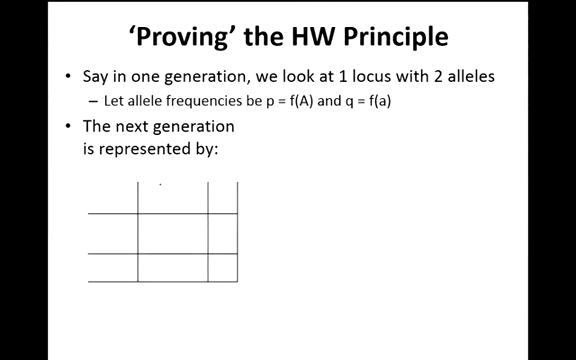 ‘Proving’ the HW Principle
• Say in one generation, we look at 1 locus with 2 alleles
– Let allele frequencies be p = f(A) and q = f(a)
• The next generation
is represented by: